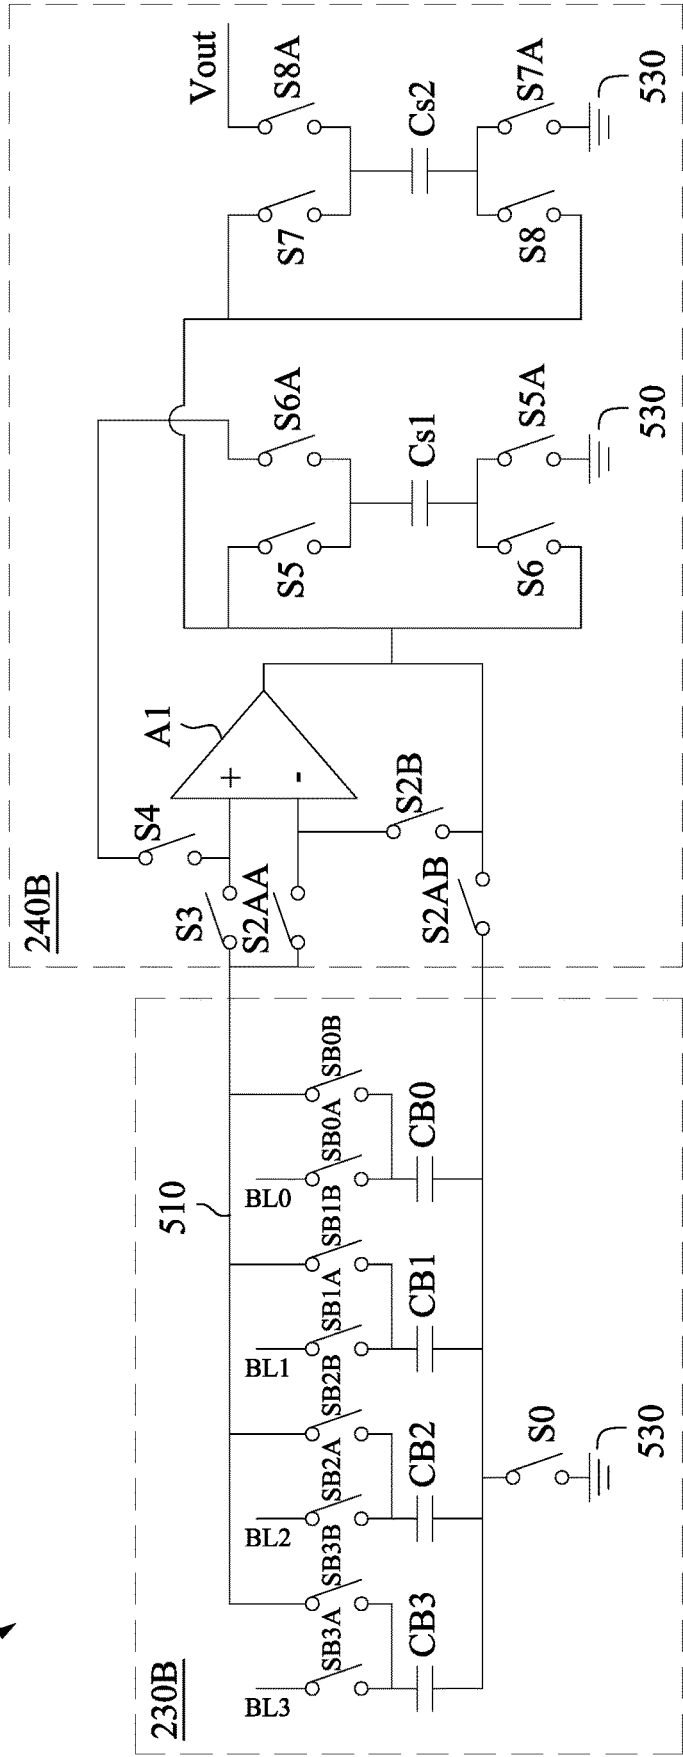 230B
240B
BL3
SB3A
SB3B
CB3
BL2
SB2A
SB2B
CB2
BL1
SB1A
SB1B
CB1
BL0
SB0A
SB0B
CB0
510
S0
530
S3
S4
S2AA
S2AB
S2B
A1
+
-
S5
S6A
Cs1
S6
S5A
530
S7
S8A
Vout
Cs2
S8
S7A
530